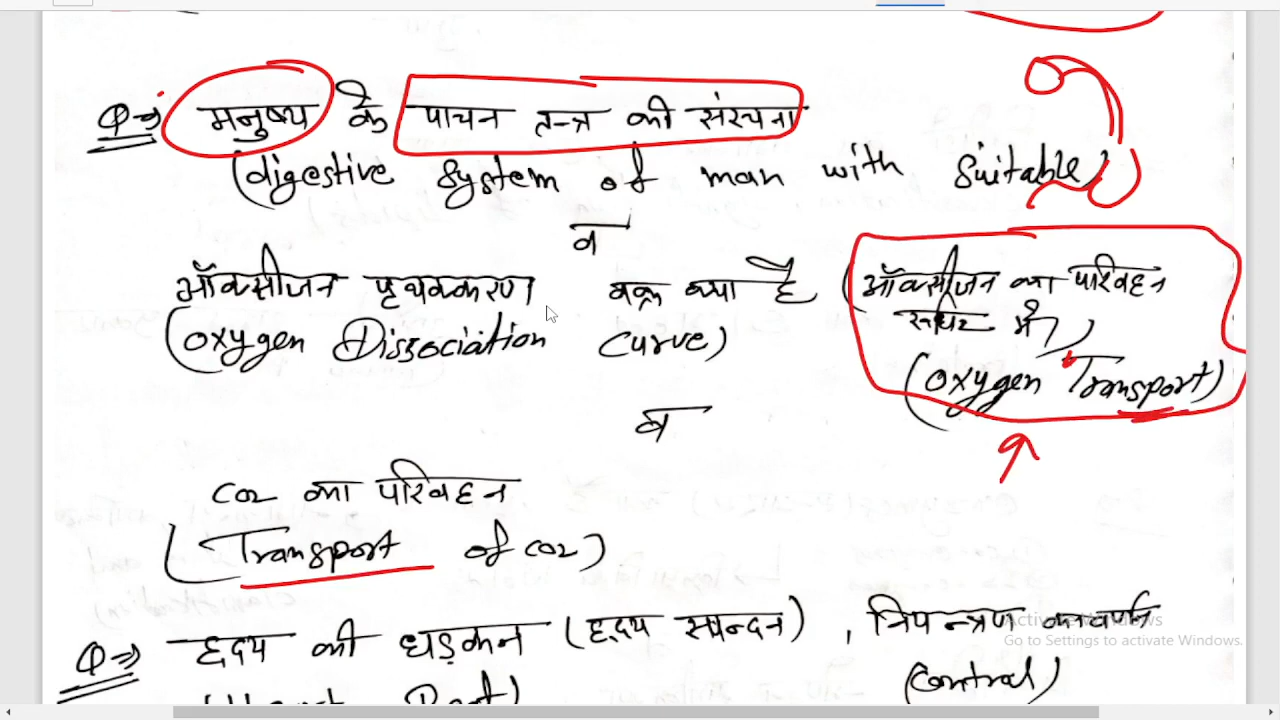 Q⇒ मनुष्य के पाचन तन्त्र की संरचना
(digestive system of man with suitable)
व
ऑक्सीजन पृथक्करण वक्र क्या है (ऑक्सीजन का परिवहन
रूधिर में)
(Oxygen Dissociation Curve)
(Oxygen Transport)
व
CO2 का परिवहन
(Transport of CO2)
Q⇒ हृदय की धड़कन (हृदय स्पन्दन), नियन्त्रण का वर्णन
(Control)
Activate Windows
Go to Settings to activate Windows.